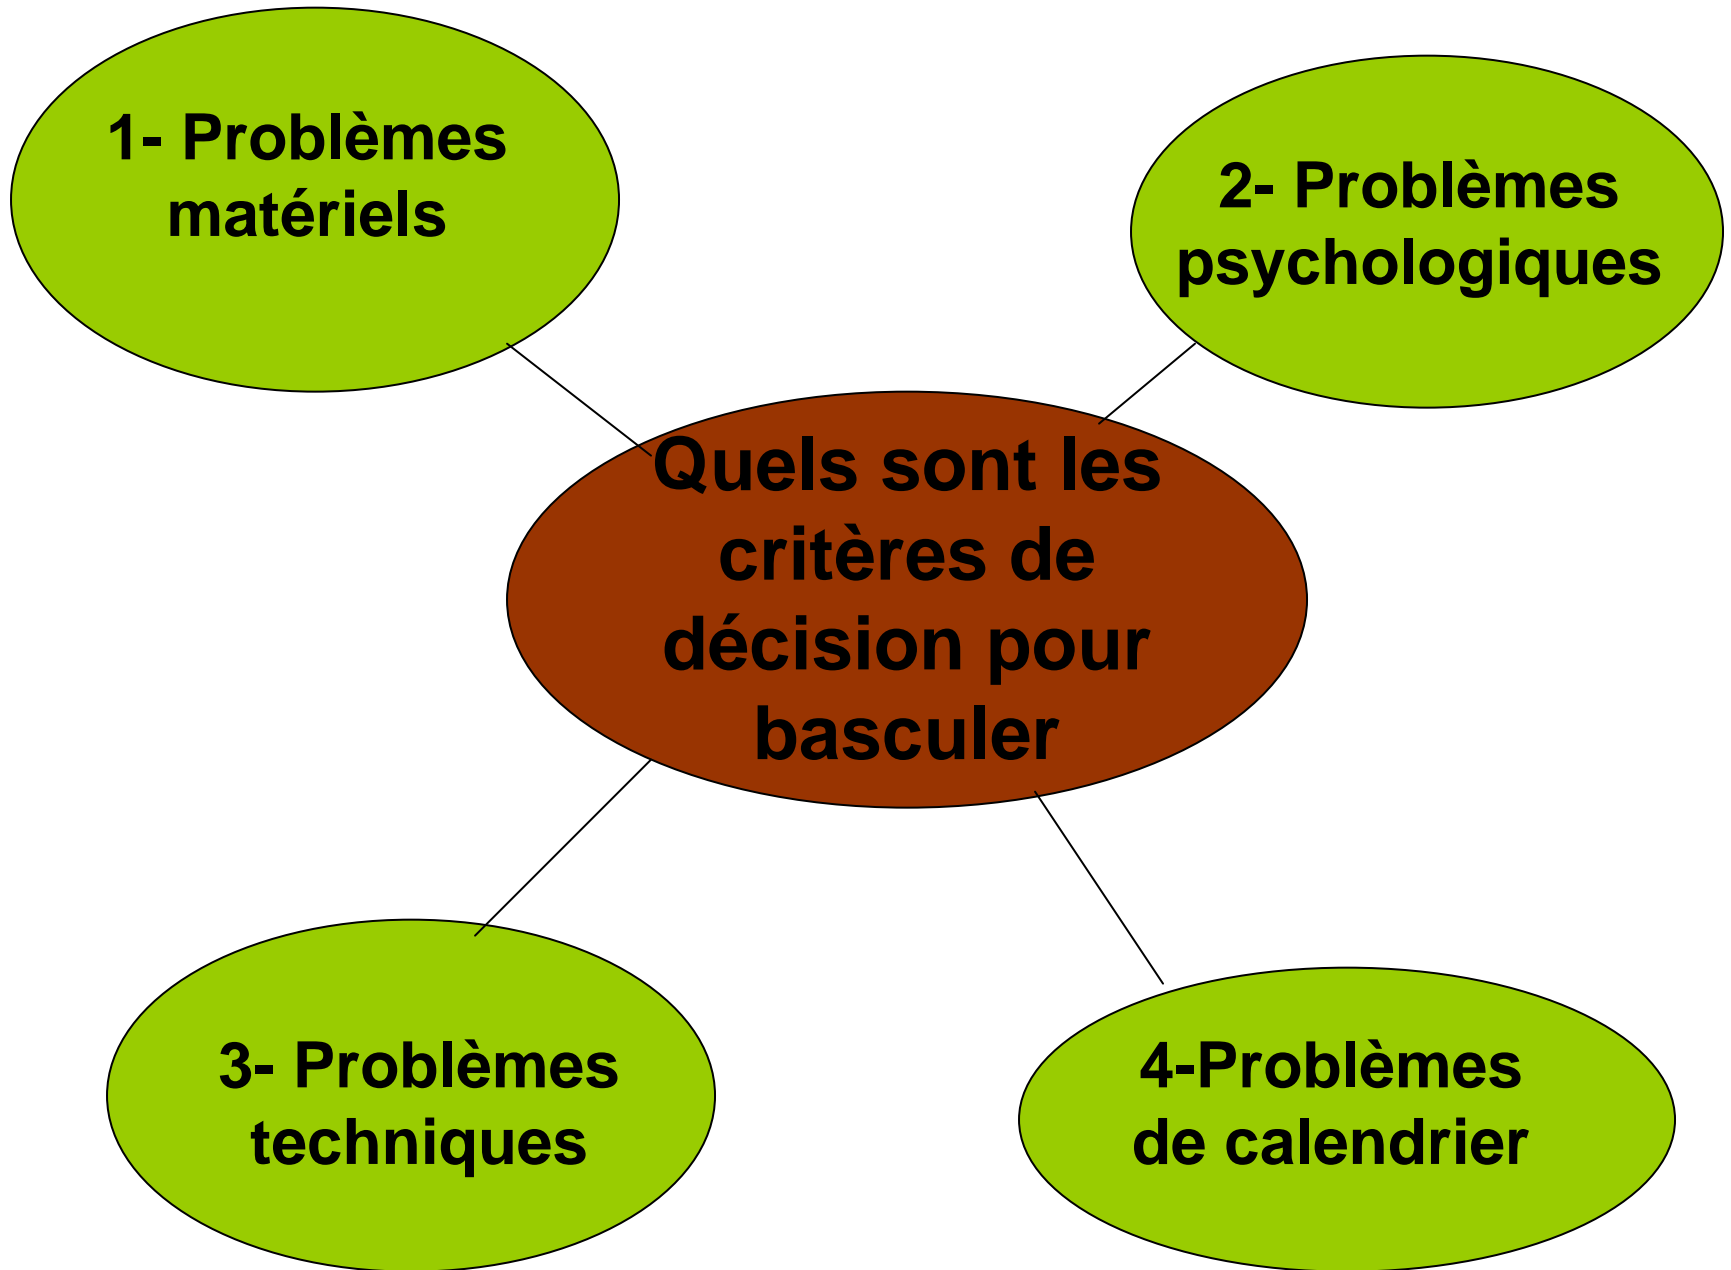 1- Problèmes
matériels
2- Problèmes
psychologiques
Quels sont les
critères de
décision pour
basculer
3- Problèmes
techniques
4-Problèmes
de calendrier